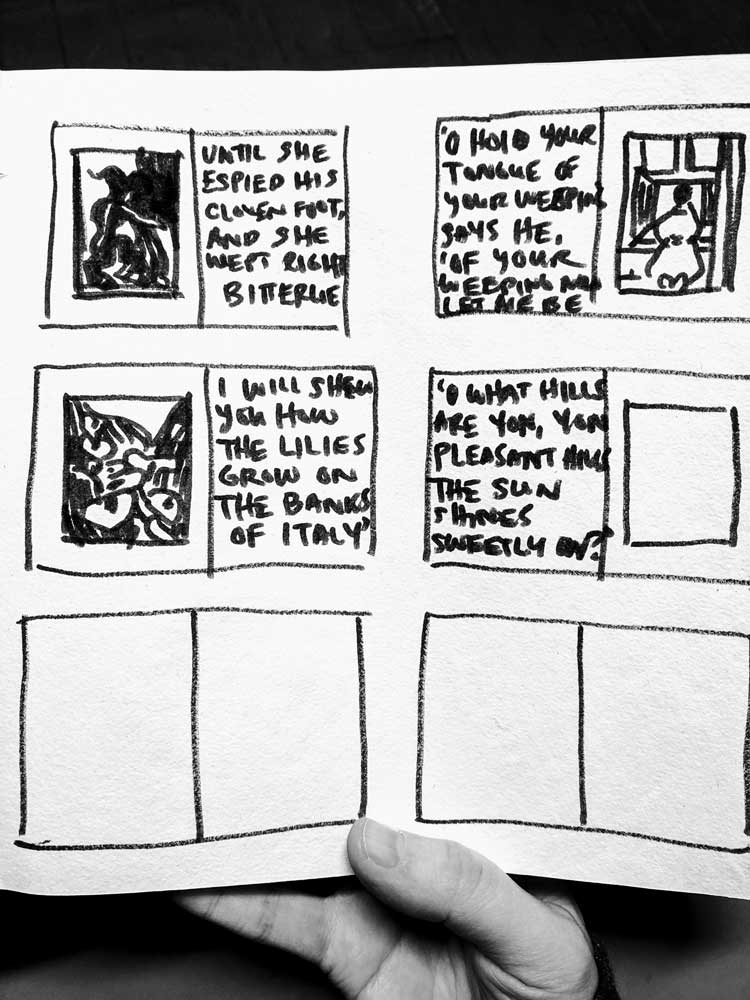 UNTIL SHE
ESPIED HIS
CLOVEN FOOT,
AND SHE
WEPT RIGHT
BITTERLIE
'O HOLD YOUR
TONGUE OF
YOUR WEEPING
SAYS HE,
'OF YOUR
WEEPING NOW
LET ME BE
I WILL SHEW
YOU HOW
THE LILIES
GROW ON
THE BANKS
OF ITALY'
'O WHAT HILLS
ARE YON, YON
PLEASANT HILLS
THE SUN
SHINES
SWEETLY ON?'